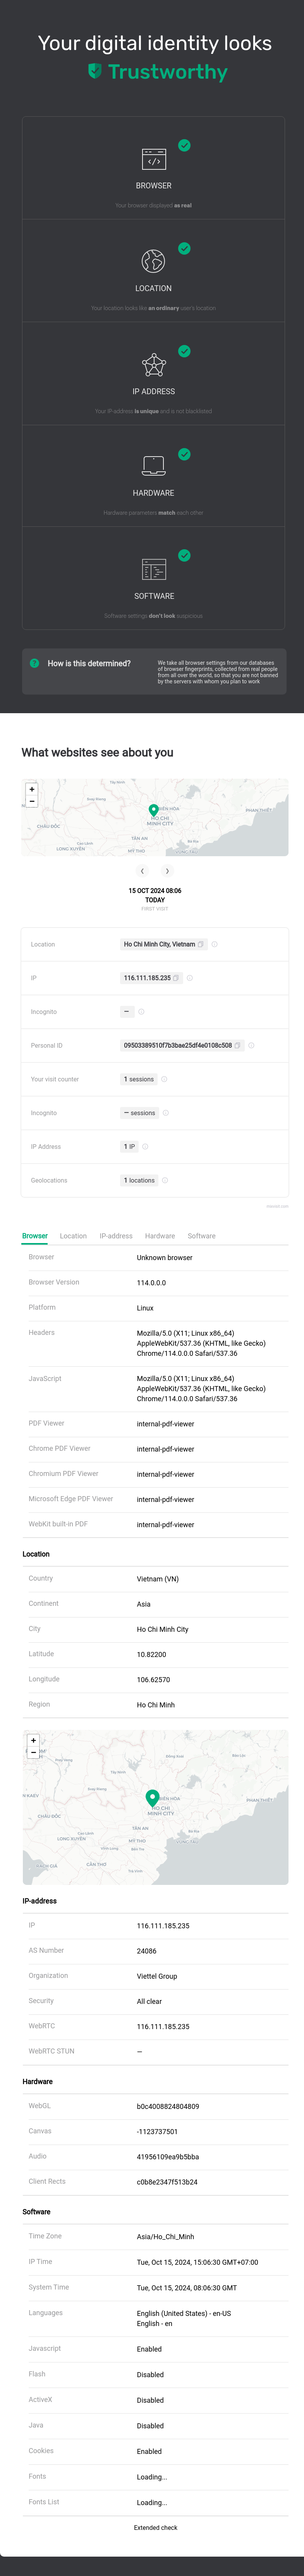 Your digital identity looks
Trustworthy
BROWSER
Your browser displayed as real
LOCATION
Your location looks like an ordinary user's location
IP ADDRESS
Your IP-address is unique and is not blacklisted
HARDWARE
Hardware parameters match each other
SOFTWARE
Software settings don't look suspicious
How is this determined?
We take all browser settings from our databases
of browser fingerprints, collected from real people
from all over the world, so that you are not banned
by the servers with whom you plan to work
What websites see about you
+
−
CHÂU ĐỐC
LONG XUYÊN
TÂN AN
MỸ THO
HO CHI
MINH CITY
PHAN THIẾT
15 OCT 2024 08:06
TODAY
FIRST VISIT
Location
Ho Chi Minh City, Vietnam
IP
116.111.185.235
Incognito
—
Personal ID
09503389510f7b3bae25df4e0108c508
Your visit counter
1 sessions
Incognito
— sessions
IP Address
1 IP
Geolocations
1 locations
Browser Location IP-address Hardware Software
Browser
Unknown browser
Browser Version
114.0.0.0
Platform
Linux
Headers
Mozilla/5.0 (X11; Linux x86_64)
AppleWebKit/537.36 (KHTML, like Gecko)
Chrome/114.0.0.0 Safari/537.36
JavaScript
Mozilla/5.0 (X11; Linux x86_64)
AppleWebKit/537.36 (KHTML, like Gecko)
Chrome/114.0.0.0 Safari/537.36
PDF Viewer
internal-pdf-viewer
Chrome PDF Viewer
internal-pdf-viewer
Chromium PDF Viewer
internal-pdf-viewer
Microsoft Edge PDF Viewer
internal-pdf-viewer
WebKit built-in PDF
internal-pdf-viewer
Location
Country
Vietnam (VN)
Continent
Asia
City
Ho Chi Minh City
Latitude
10.82200
Longitude
106.62570
Region
Ho Chi Minh
+
−
CHÂU ĐỐC
LONG XUYÊN
CẦN THƠ
TÂN AN
MỸ THO
HO CHI
MINH CITY
PHAN THIẾT
IP-address
IP
116.111.185.235
AS Number
24086
Organization
Viettel Group
Security
All clear
WebRTC
116.111.185.235
WebRTC STUN
—
Hardware
WebGL
b0c4008824804809
Canvas
-1123737501
Audio
41956109ea9b5bba
Client Rects
c0b8e2347f513b24
Software
Time Zone
Asia/Ho_Chi_Minh
IP Time
Tue, Oct 15, 2024, 15:06:30 GMT+07:00
System Time
Tue, Oct 15, 2024, 08:06:30 GMT
Languages
English (United States) - en-US
English - en
Javascript
Enabled
Flash
Disabled
ActiveX
Disabled
Java
Disabled
Cookies
Enabled
Fonts
Loading...
Fonts List
Loading...
Extended check